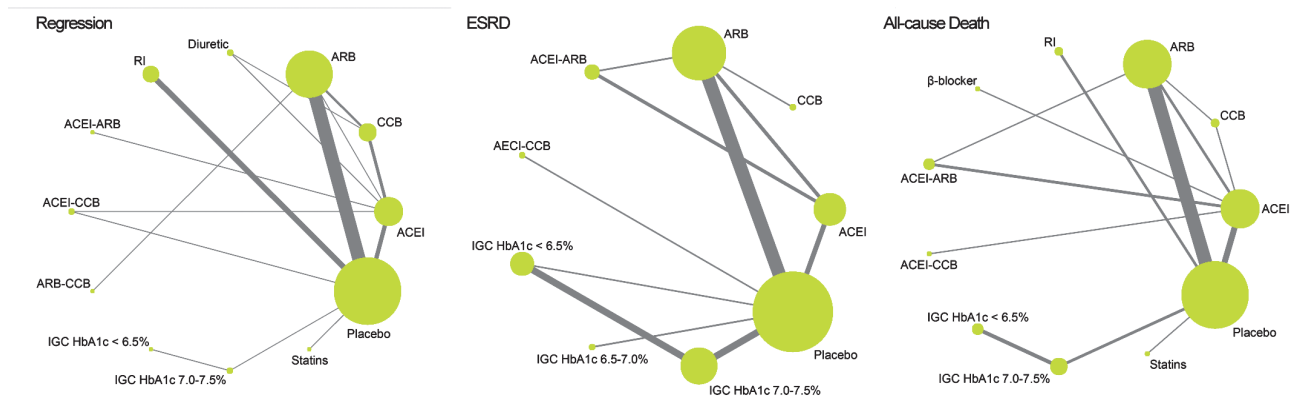 Regression
Diuretic
ARB
RI
CCB
ACEI-ARB
ACEI-CCB
ACEI
ARB-CCB
Placebo
IGC HbA1c < 6.5%
Statins
IGC HbA1c 7.0-7.5%
ESRD
ARB
ACEI-ARB
CCB
AECI-CCB
ACEI
IGC HbA1c < 6.5%
Placebo
IGC HbA1c 6.5-7.0%
IGC HbA1c 7.0-7.5%
All-cause Death
RI
ARB
β-blocker
CCB
ACEI-ARB
ACEI
ACEI-CCB
IGC HbA1c < 6.5%
Placebo
Statins
IGC HbA1c 7.0-7.5%